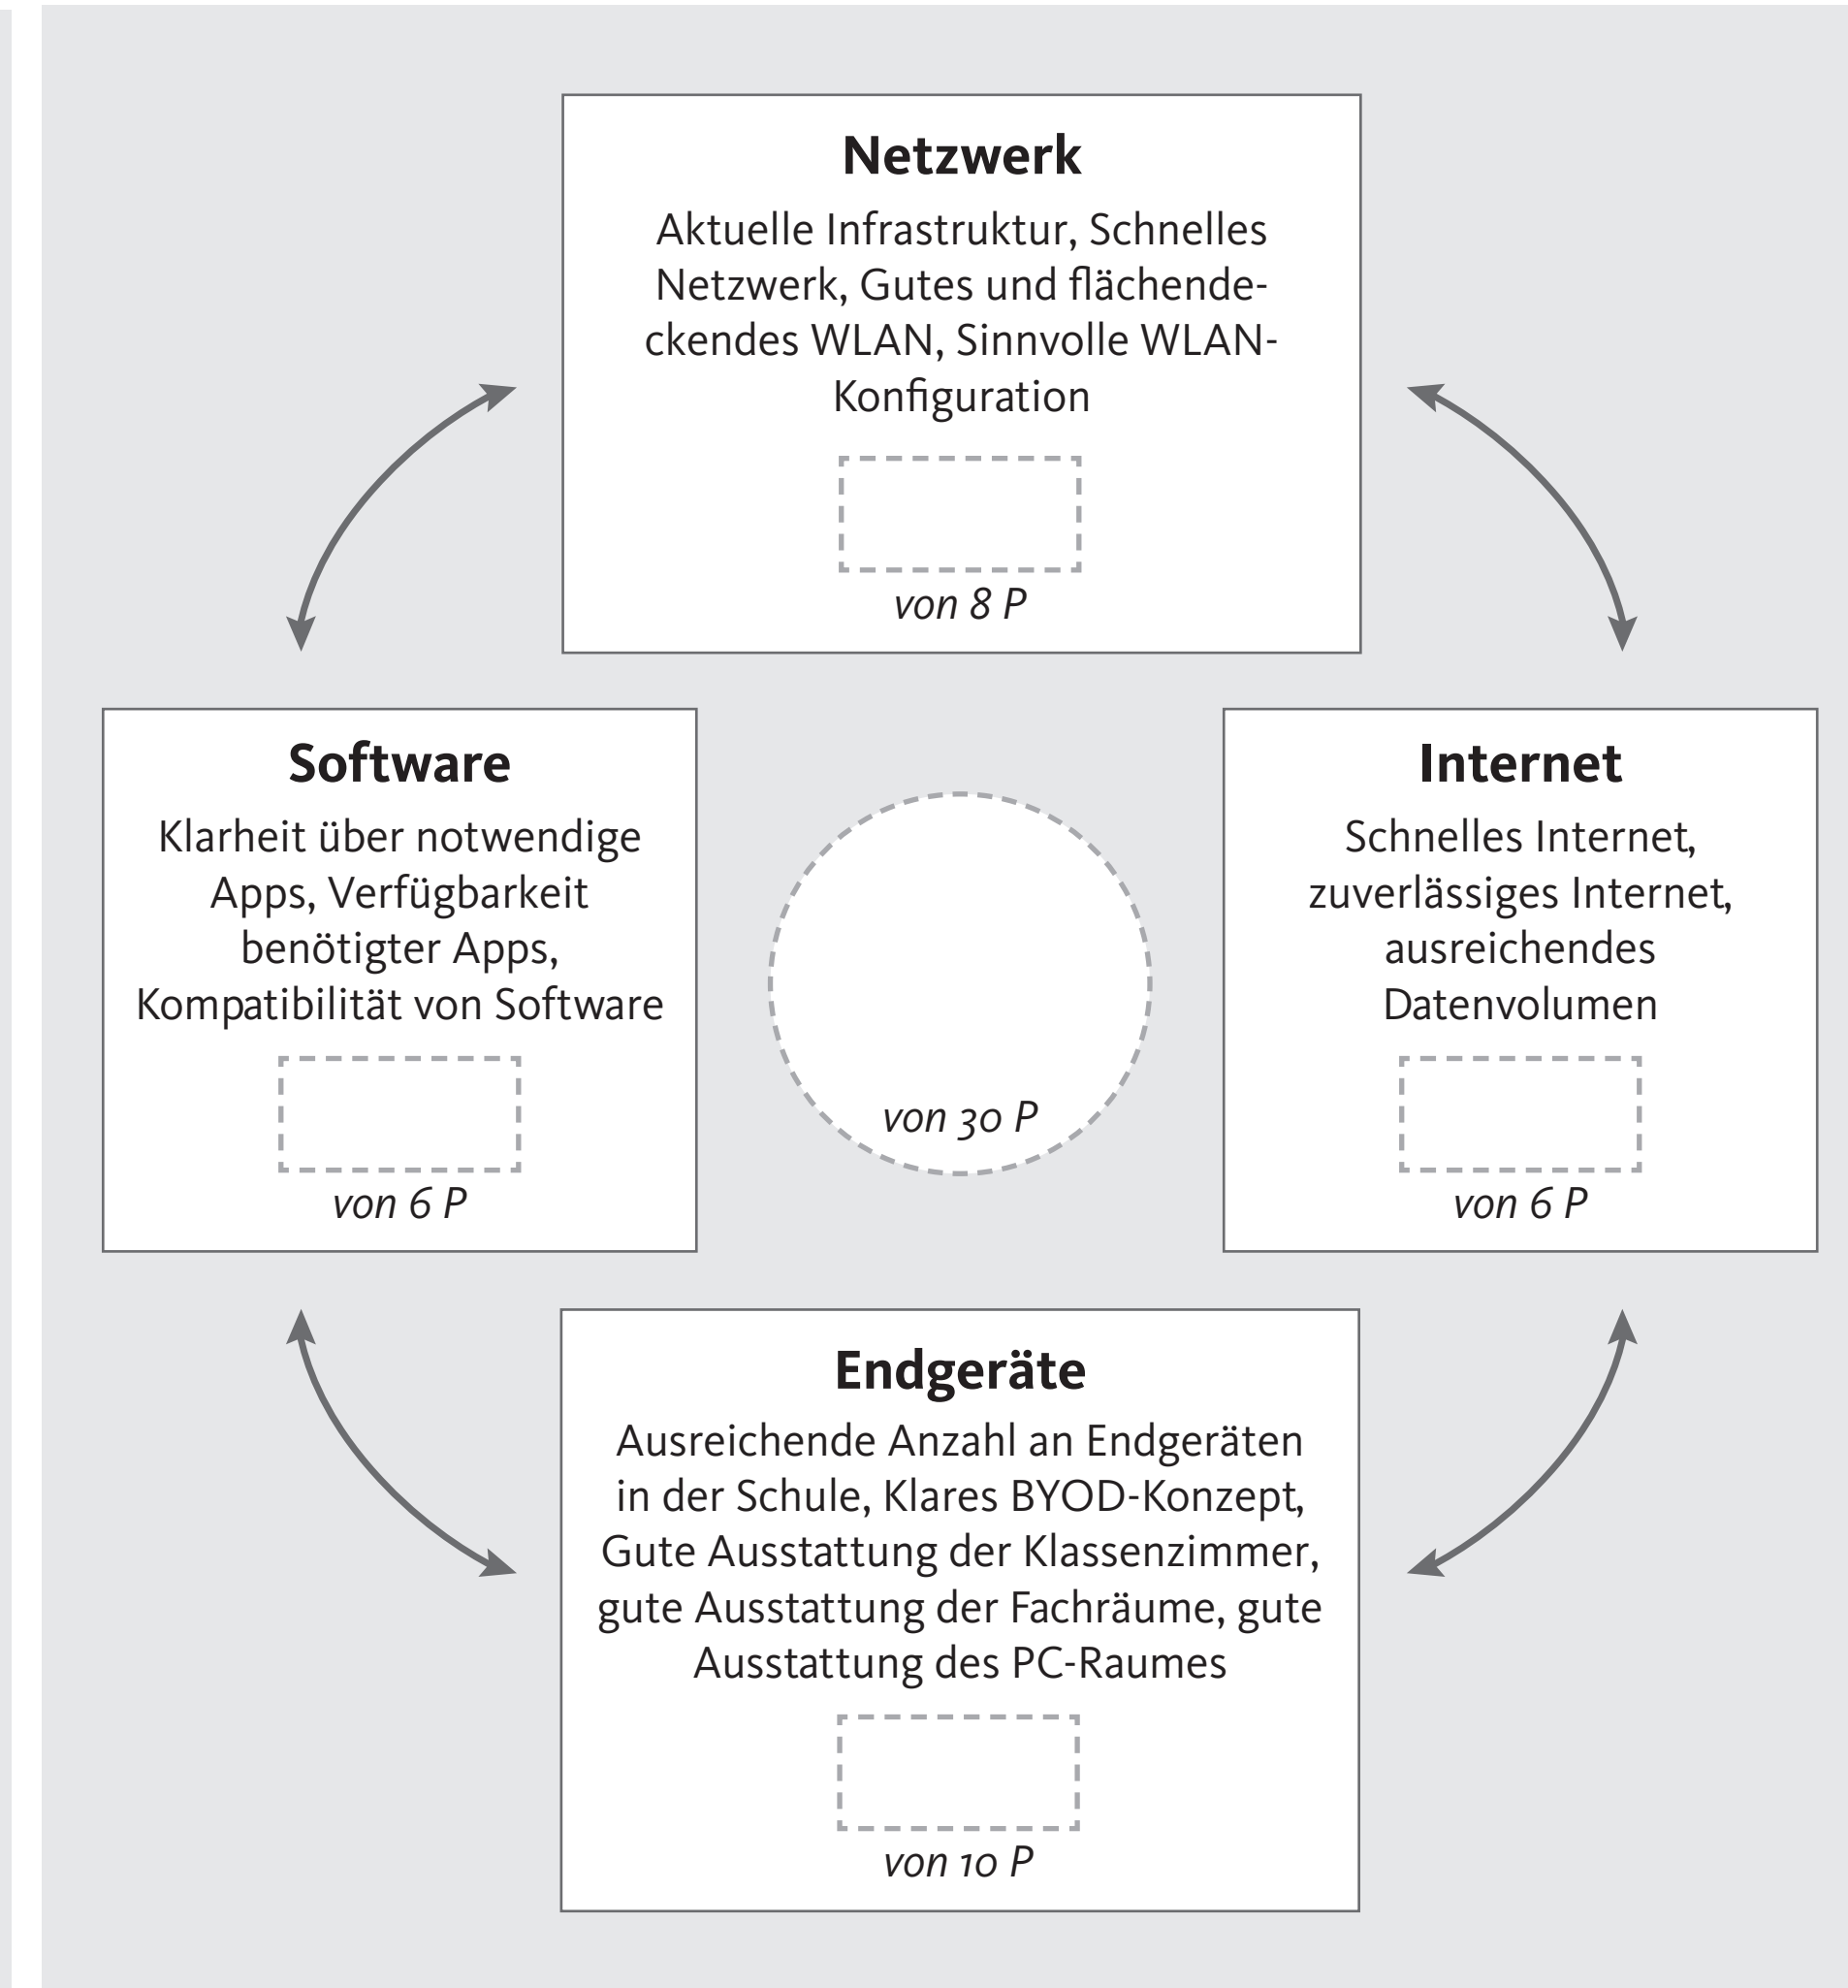 Netzwerk
Aktuelle Infrastruktur, Schnelles
Netzwerk, Gutes und flächende-
ckendes WLAN, Sinnvolle WLAN-
Konfiguration
von 8 P
Software
Klarheit über notwendige
Apps, Verfügbarkeit
benötigter Apps,
Kompatibilität von Software
von 6 P
von 30 P
Internet
Schnelles Internet,
zuverlässiges Internet,
ausreichendes
Datenvolumen
von 6 P
Endgeräte
Ausreichende Anzahl an Endgeräten
in der Schule, Klares BYOD-Konzept,
Gute Ausstattung der Klassenzimmer,
gute Ausstattung der Fachräume, gute
Ausstattung des PC-Raumes
von 10 P